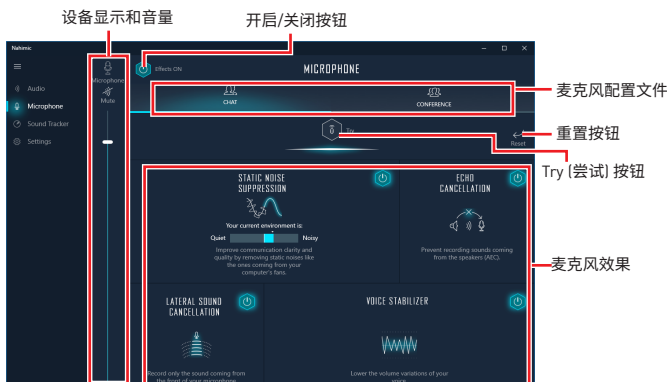 设备显示和音量
开启/关闭按钮
Nahimic
Microphone
Effects ON
MICROPHONE
Audio
Microphone
Sound Tracker
Settings
Mute
CHAT
CONFERENCE
麦克风配置文件
Try
Reset
重置按钮
Try (尝试) 按钮
STATIC NOISE
SUPPRESSION
Your current environment is:
Quiet
Noisy
Improve communication clarity and
quality by removing static noises like
the ones coming from your
computer's fans.
ECHO
CANCELLATION
Prevent recording sounds coming
from the speakers (AEC).
麦克风效果
LATERAL SOUND
CANCELLATION
Record only the sound coming from
the front of your microphone.
VOICE STABILIZER
Lower the volume variations of your
voice.